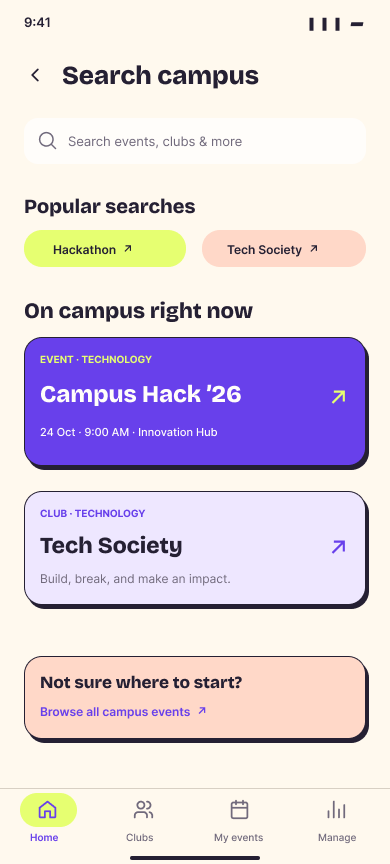 9:41
Search campus
Search events, clubs & more
Popular searches
Hackathon
Tech Society
On campus right now
EVENT · TECHNOLOGY
Campus Hack ’26
24 Oct · 9:00 AM · Innovation Hub
CLUB · TECHNOLOGY
Tech Society
Build, break, and make an impact.
Not sure where to start?
Browse all campus events
Home
Clubs
My events
Manage